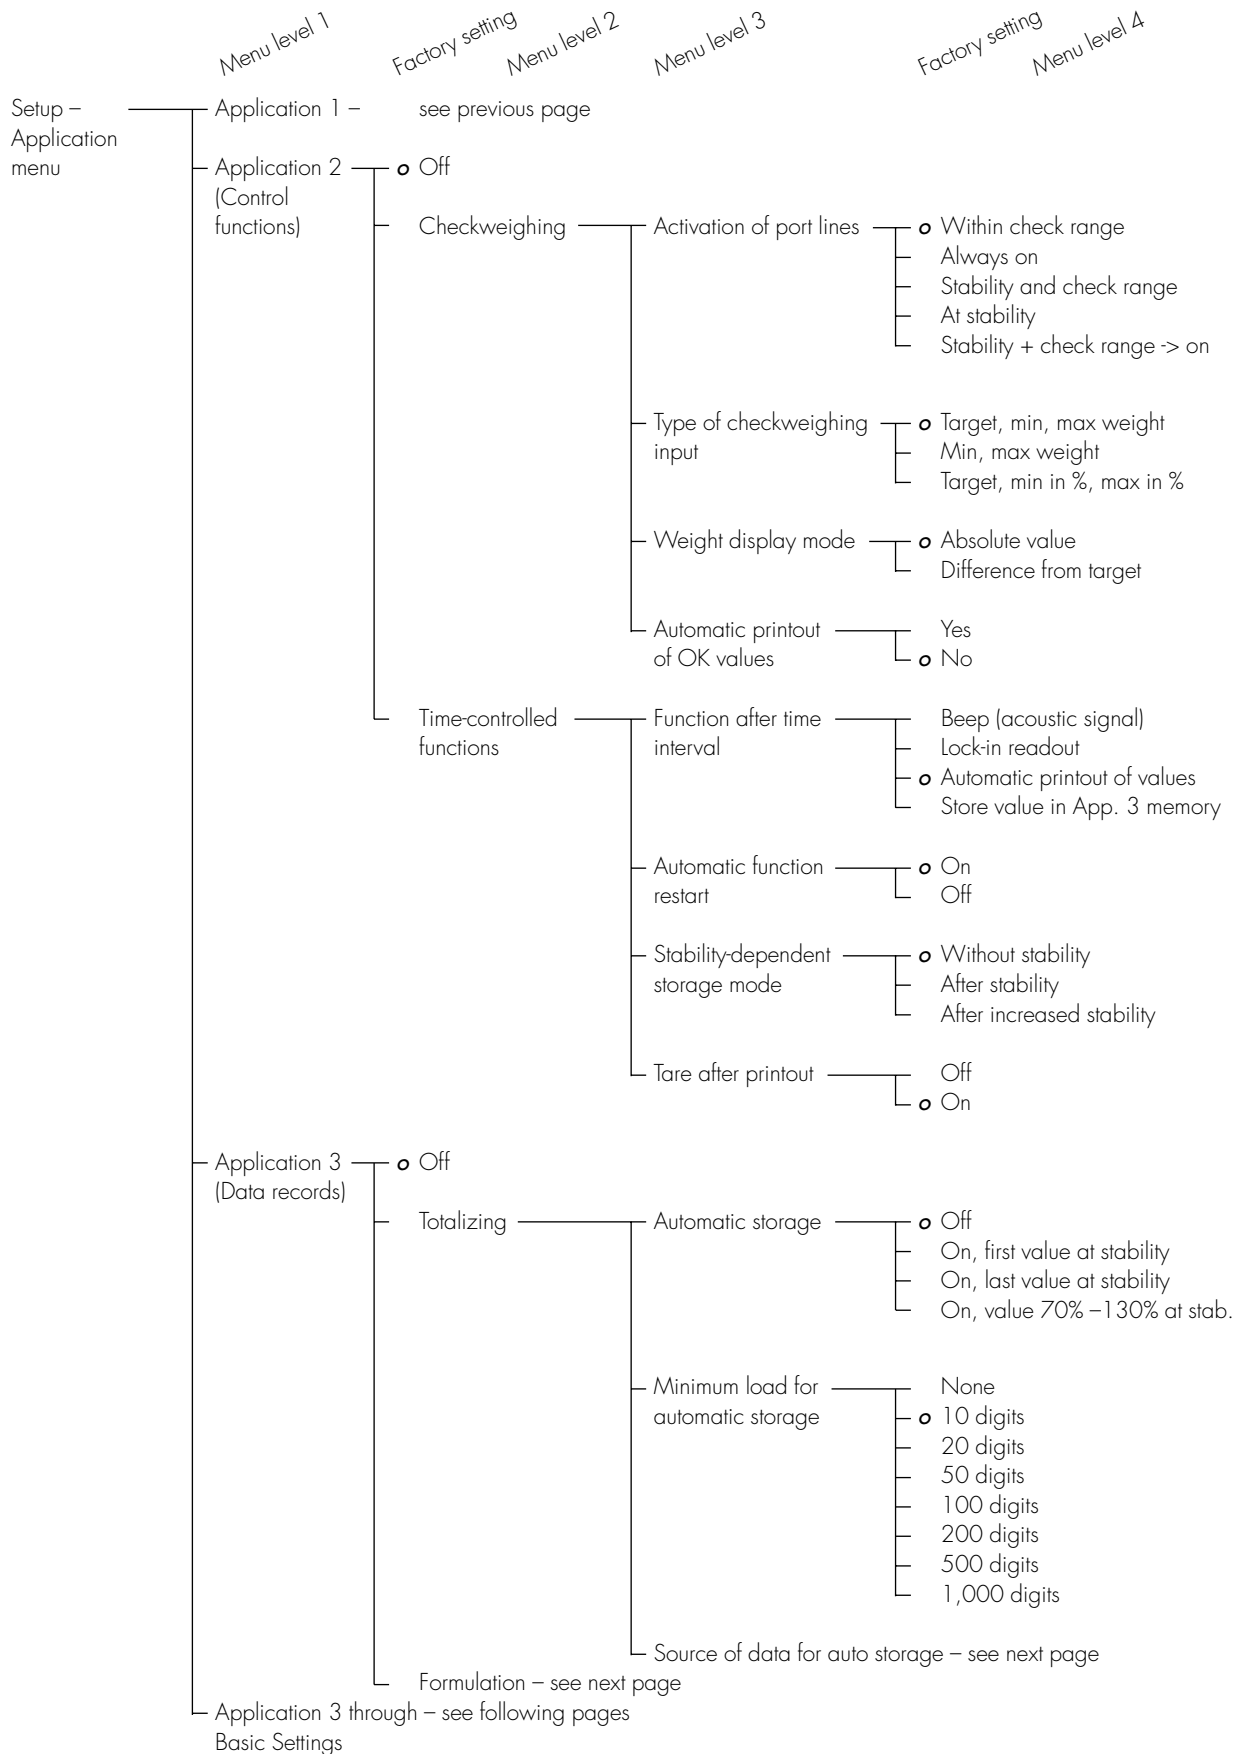 Menu level 1
Factory setting
Menu level 2
Menu level 3
Factory setting
Menu level 4
Setup –
Application
menu
Application 1 – see previous page
Application 2
(Control
functions)
o Off
Checkweighing
Activation of port lines
o Within check range
Always on
Stability and check range
At stability
Stability + check range -> on
Type of checkweighing
input
o Target, min, max weight
Min, max weight
Target, min in %, max in %
Weight display mode
o Absolute value
Difference from target
Automatic printout
of OK values
Yes
o No
Time-controlled
functions
Function after time
interval
Beep (acoustic signal)
Lock-in readout
o Automatic printout of values
Store value in App. 3 memory
Automatic function
restart
o On
Off
Stability-dependent
storage mode
o Without stability
After stability
After increased stability
Tare after printout
Off
o On
Application 3
(Data records)
o Off
Totalizing
Automatic storage
o Off
On, first value at stability
On, last value at stability
On, value 70% –130% at stab.
Minimum load for
automatic storage
None
o 10 digits
20 digits
50 digits
100 digits
200 digits
500 digits
1,000 digits
Source of data for auto storage – see next page
Formulation – see next page
Application 3 through – see following pages
Basic Settings